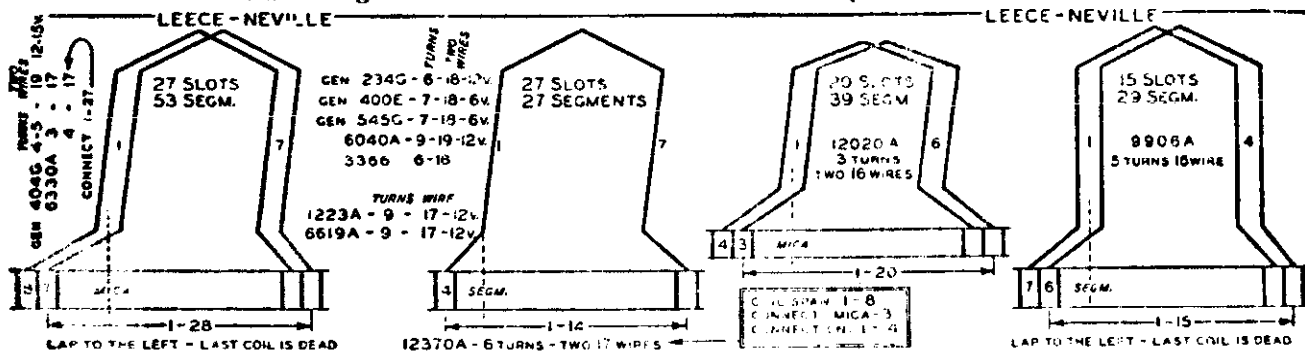 LEECE-NEVILLE
TURNS TWO WIRES
GEN 404G 4-5 - 19 12-15v.
6330A 3 - 17
4 - 17
CONNECT 1-27
27 SLOTS
53 SEGM.
1
7
7
MICA
1-28
LAP TO THE LEFT - LAST COIL IS DEAD
TURNS TWO WIRES
GEN 234G-6-18-12v.
GEN 400E-7-18-6v.
GEN 545G-7-18-6v.
6040A-9-19-12v.
3366 6-18
TURNS WIRE
1223A - 9 - 17-12v.
6619A - 9 - 17-12v.
27 SLOTS
27 SEGMENTS
1
7
4
SEGM.
1-14
12370A - 6 TURNS - TWO 17 WIRES
LEECE-NEVILLE
20 SLOTS
39 SEGM
1
6
12020A
3 TURNS
TWO 16 WIRES
4 3
MICA
1-20
COIL SPAN 1-8
CONNECT MICA-3
CONNECT 1-4
15 SLOTS
29 SEGM.
1
4
9906A
5 TURNS 16 WIRE
7 6
SEGM.
1-15
LAP TO THE LEFT - LAST COIL IS DEAD